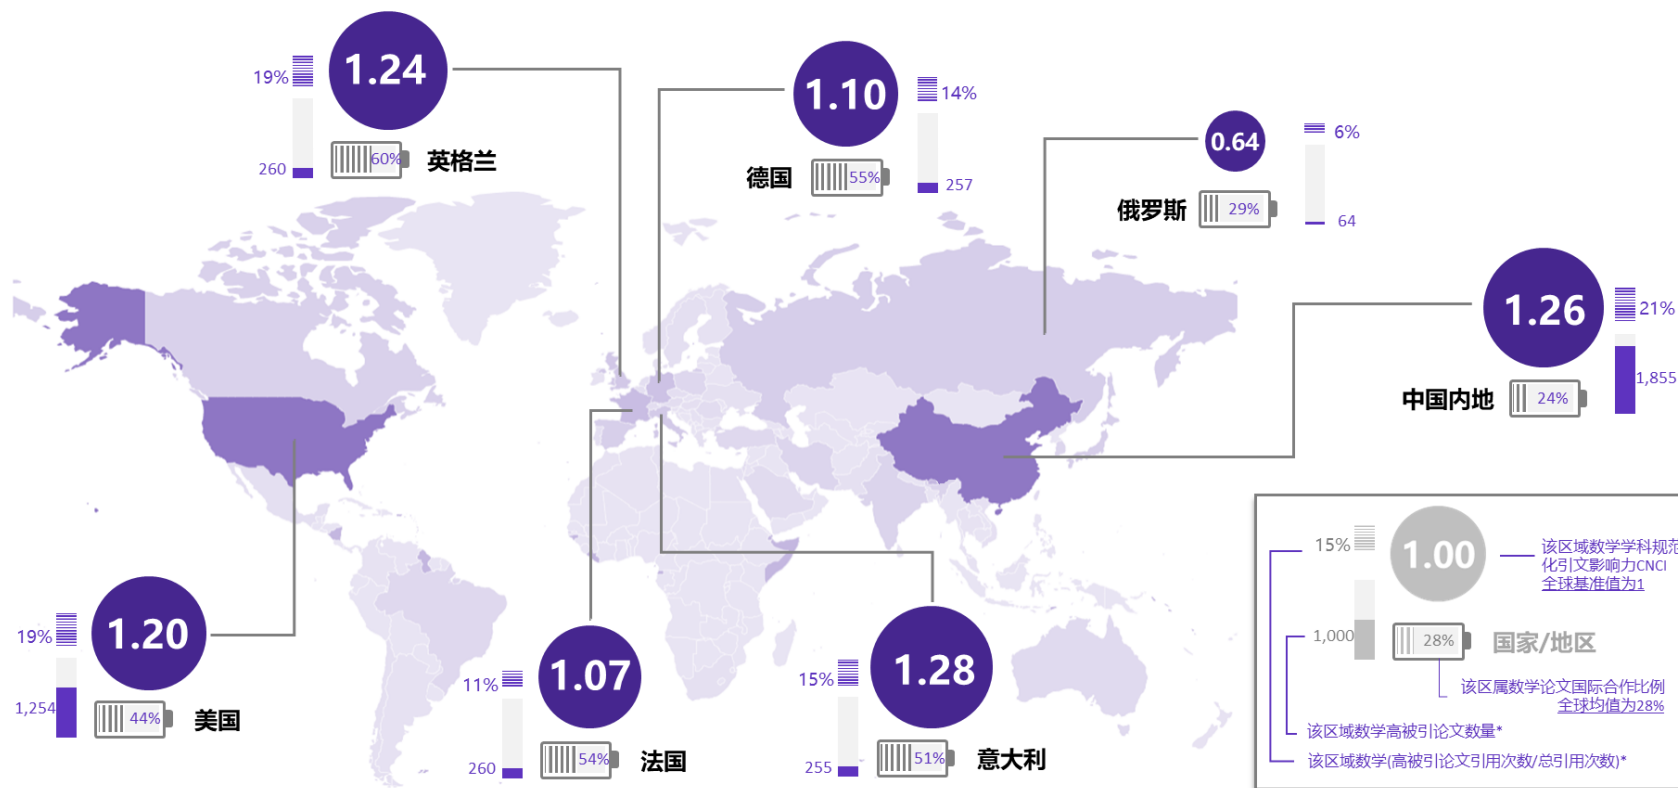 19%
1.24
260
60%
英格兰
1.10
14%
德国
55%
257
0.64
6%
俄罗斯
29%
64
1.26
21%
中国内地
24%
1,855
19%
1.20
1,254
44%
美国
11%
1.07
260
54%
法国
15%
1.28
255
51%
意大利
15%
1.00
该区域数学学科规范
化引文影响力CNCI
全球基准值为1
1,000
28%
国家/地区
该区属数学论文国际合作比例
全球均值为28%
该区域数学高被引论文数量*
该区域数学(高被引论文引用次数/总引用次数)*